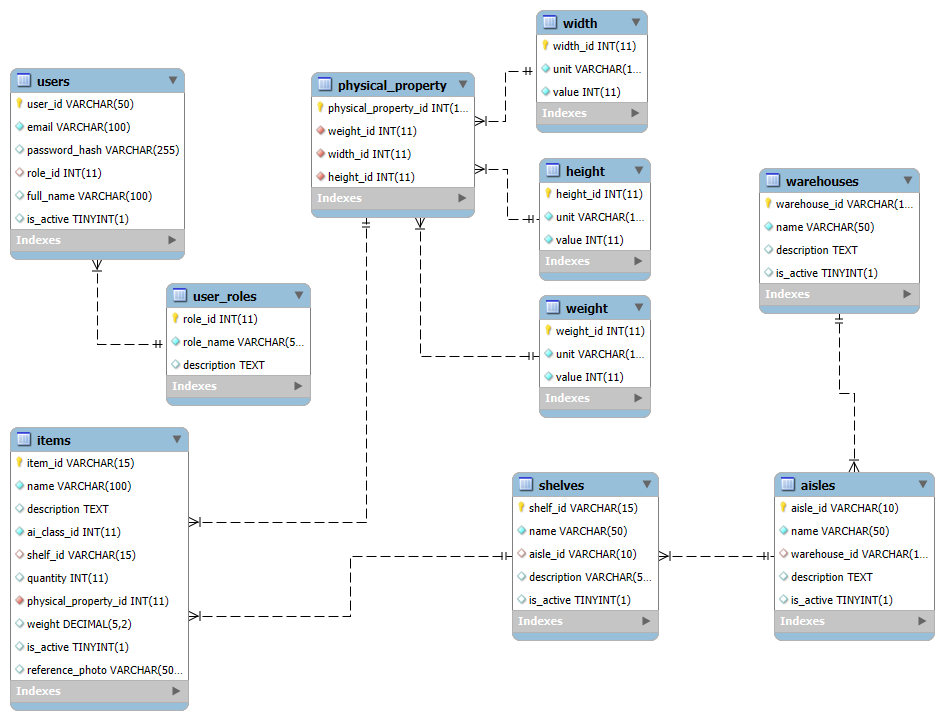 width
width_id INT(11)
unit VARCHAR(1...
value INT(11)
Indexes
users
user_id VARCHAR(50)
email VARCHAR(100)
password_hash VARCHAR(255)
role_id INT(11)
full_name VARCHAR(100)
is_active TINYINT(1)
Indexes
physical_property
physical_property_id INT(1...
weight_id INT(11)
width_id INT(11)
height_id INT(11)
Indexes
height
height_id INT(11)
unit VARCHAR(1...
value INT(11)
Indexes
warehouses
warehouse_id VARCHAR(1...
name VARCHAR(50)
description TEXT
is_active TINYINT(1)
Indexes
user_roles
role_id INT(11)
role_name VARCHAR(5...
description TEXT
Indexes
weight
weight_id INT(11)
unit VARCHAR(1...
value INT(11)
Indexes
items
item_id VARCHAR(15)
name VARCHAR(100)
description TEXT
ai_class_id INT(11)
shelf_id VARCHAR(15)
quantity INT(11)
physical_property_id INT(11)
weight DECIMAL(5,2)
is_active TINYINT(1)
reference_photo VARCHAR(50...
Indexes
shelves
shelf_id VARCHAR(15)
name VARCHAR(50)
aisle_id VARCHAR(10)
description VARCHAR(5...
is_active TINYINT(1)
Indexes
aisles
aisle_id VARCHAR(10)
name VARCHAR(50)
warehouse_id VARCHAR(1...
description TEXT
is_active TINYINT(1)
Indexes